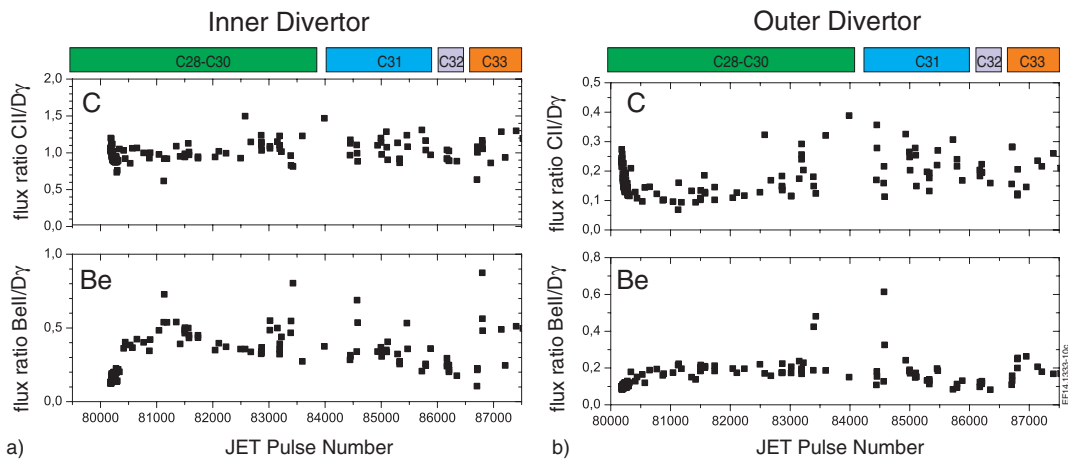 Inner Divertor
C28-C30 C31 C32 C33
2,0
1,5
1,0
0,5
0,0
flux ratio CII/Dγ
C
1,0
0,5
0,0
flux ratio BeII/Dγ
Be
80000 81000 82000 83000 84000 85000 86000 87000
JET Pulse Number
a)
Outer Divertor
C28-C30 C31 C32 C33
0,5
0,4
0,3
0,2
0,1
0,0
flux ratio CII/Dγ
C
0,8
0,6
0,4
0,2
0,0
flux ratio BeII/Dγ
Be
80000 81000 82000 83000 84000 85000 86000 87000
JET Pulse Number
b)
EF14.1333-10c